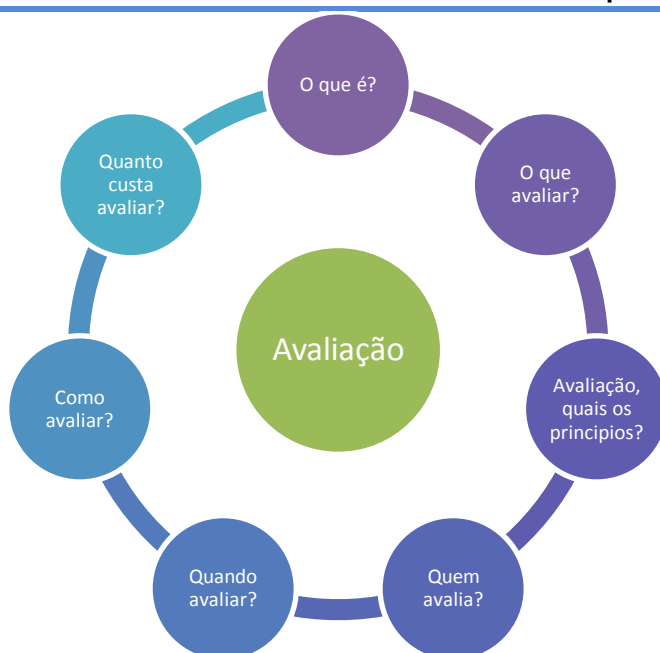 O que é?
O que
avaliar?
Avaliação,
quais os
principios?
Quem
avalia?
Quando
avaliar?
Como
avaliar?
Quanto
custa
avaliar?
Avaliação